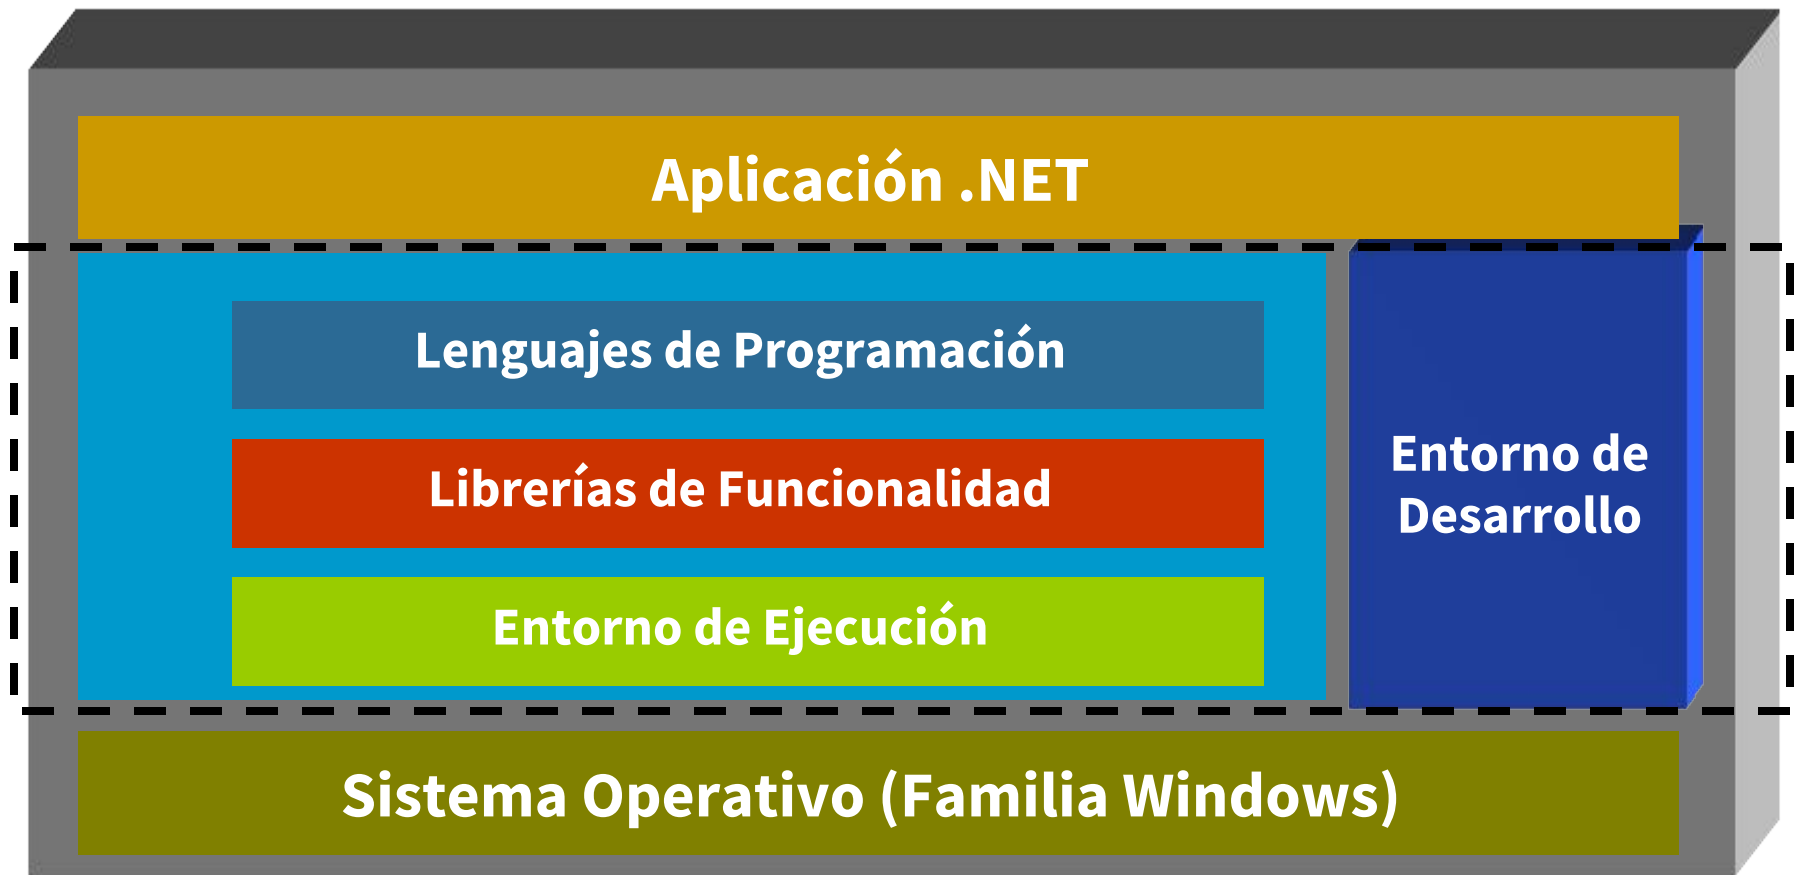 Aplicación .NET
Lenguajes de Programación
Librerías de Funcionalidad
Entorno de Ejecución
Entorno de
Desarrollo
Sistema Operativo (Familia Windows)